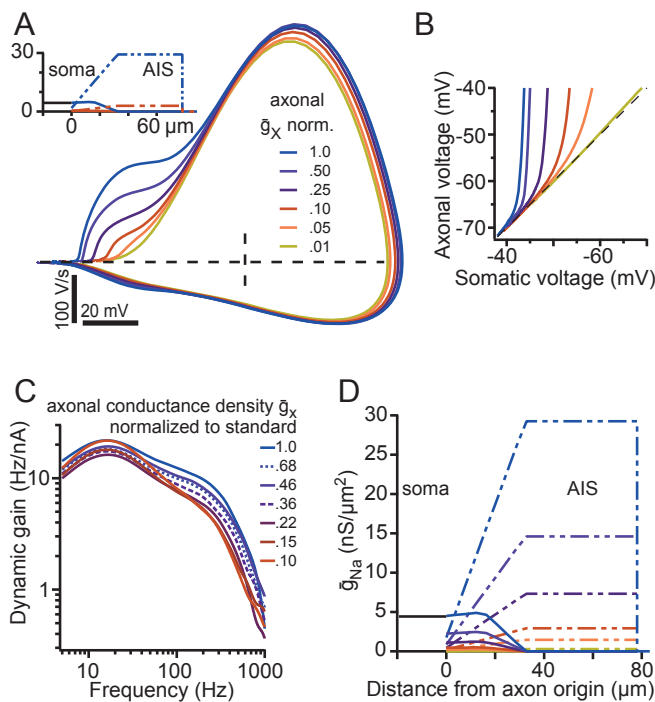 A
30
0
soma
AIS
0
60 μm
axonal
ḡX norm.
1.0
.50
.25
.10
.05
.01
100 V/s
20 mV
B
Axonal voltage (mV)
-40
-50
-60
-70
-40
-60
Somatic voltage (mV)
C
axonal conductance density ḡx
normalized to standard
Dynamic gain (Hz/nA)
10
1
1.0
.68
.46
.36
.22
.15
.10
10
100
1000
Frequency (Hz)
D
ḡNa (nS/μm²)
30
25
20
15
10
5
0
soma
AIS
0
40
80
Distance from axon origin (μm)